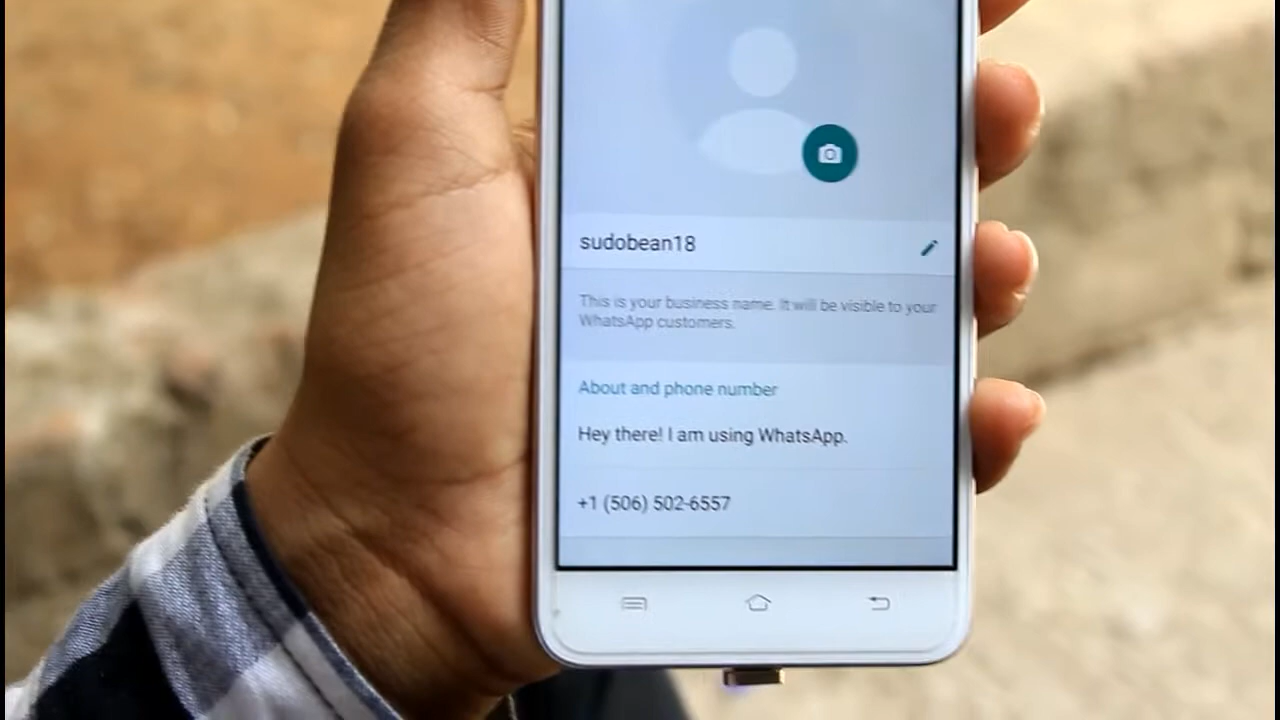 sudobean18
This is your business name. It will be visible to your
WhatsApp customers.
About and phone number
Hey there! I am using WhatsApp.
+1 (506) 502-6557